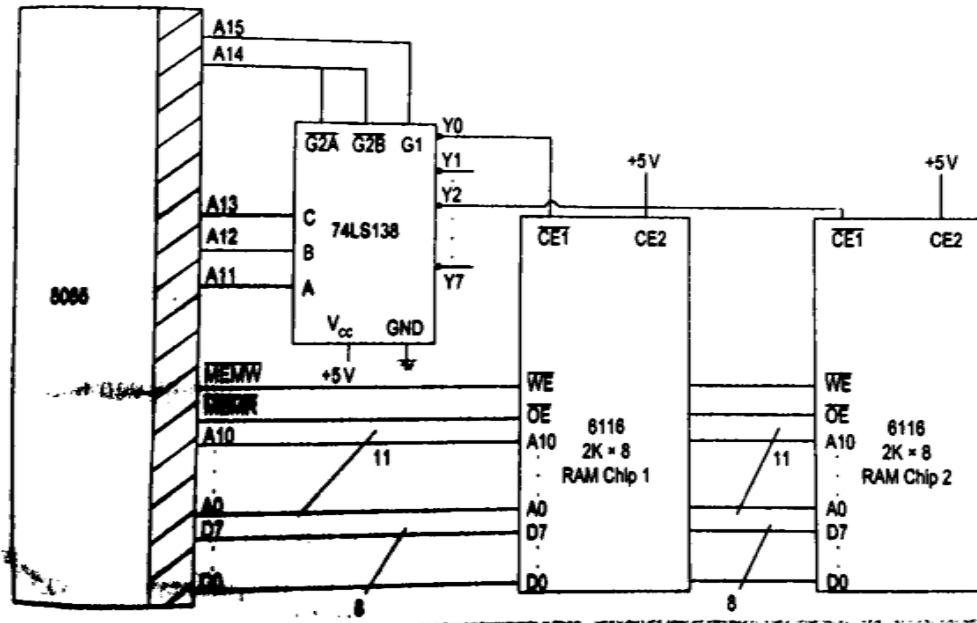 A15
A14
G2A G2B G1
Y0
Y1
Y2
Y7
+5V
+5V
A13
A12
A11
C
B
A
74LS138
CE1 CE2
CE1 CE2
8085
VCC GND
+5V
MEMW
MEMR
A10
A0
D7
D0
11
8
WE
OE
A10
A0
D7
D0
6116
2K × 8
RAM Chip 1
11
8
WE
OE
A10
A0
D7
D0
6116
2K × 8
RAM Chip 2